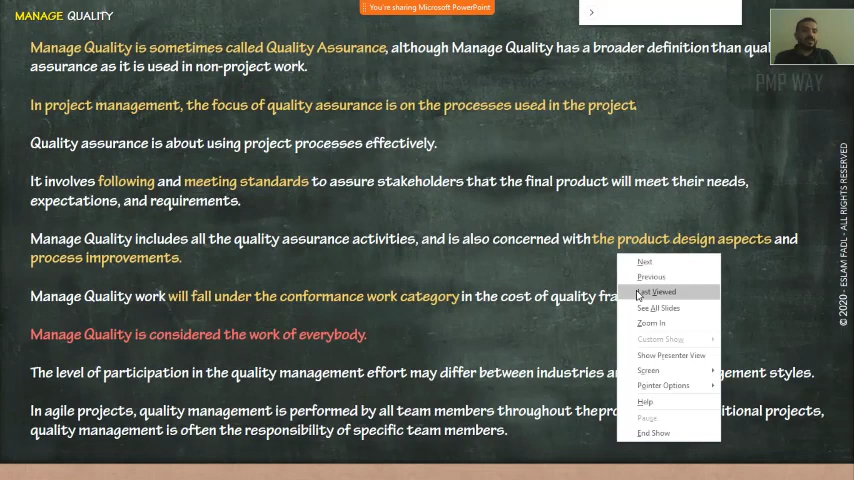 MANAGE QUALITY
You're sharing Microsoft PowerPoint
Manage Quality is sometimes called Quality Assurance, although Manage Quality has a broader definition than
assurance as it is used in non-project work.
PMP WAY
In project management, the focus of quality assurance is on the processes used in the project.
Quality assurance is about using project processes effectively.
It involves following and meeting standards to assure stakeholders that the final product will meet their needs,
expectations, and requirements.
Manage Quality includes all the quality assurance activities, and is also concerned with the product design aspects and
process improvements.
Manage Quality work will fall under the conformance work category in the cost of quality
Manage Quality is considered the work of everybody.
The level of participation in the quality management effort may differ between industries styles.
In agile projects, quality management is performed by all team members throughout the projects,
quality management is often the responsibility of specific team members.
Next
Previous
Last Viewed
See All Slides
Zoom In
Custom Show
Show Presenter View
Screen
Pointer Options
Help
Pause
End Show
© 2020 - ESLAM FADL - ALL RIGHTS RESERVED